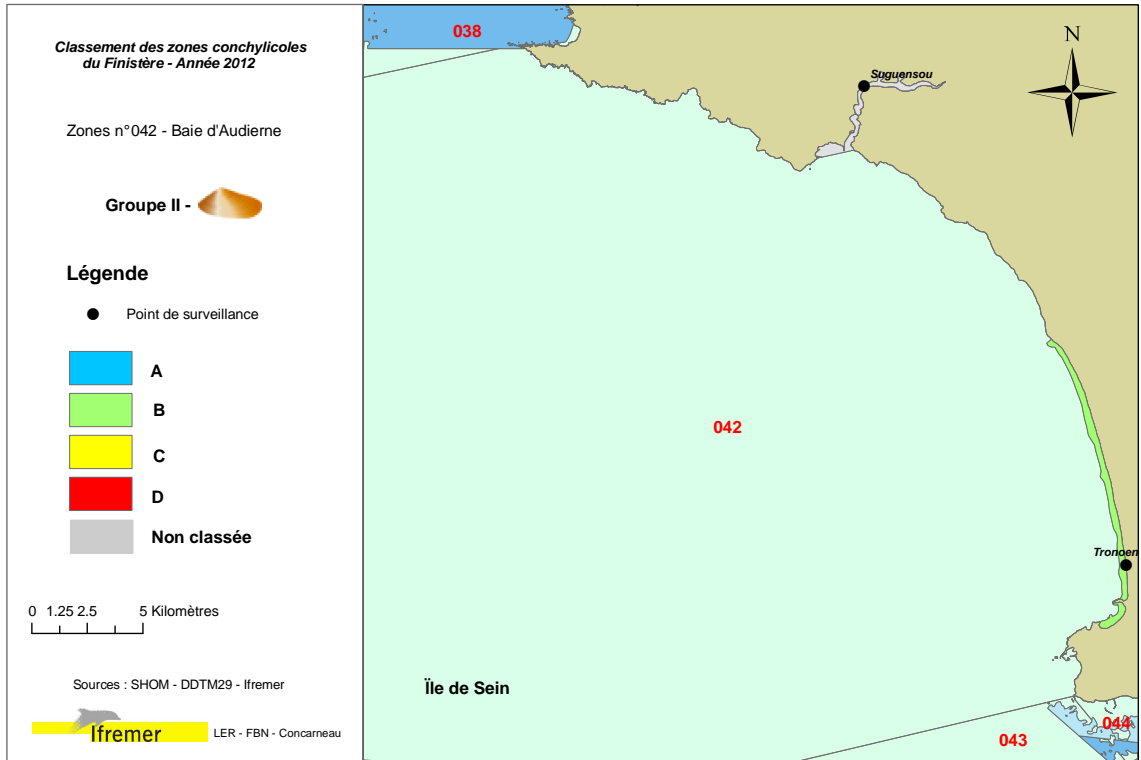 Classement des zones conchylicoles
du Finistère - Année 2012
Zones n°042 - Baie d'Audierne
Groupe II -
Légende
Point de surveillance
A
B
C
D
Non classée
0 1.25 2.5 5 Kilomètres
Sources : SHOM - DDTM29 - Ifremer
Ifremer
LER - FBN - Concarneau
038
N
Suguensou
042
Tronoen
Ïle de Sein
043
044